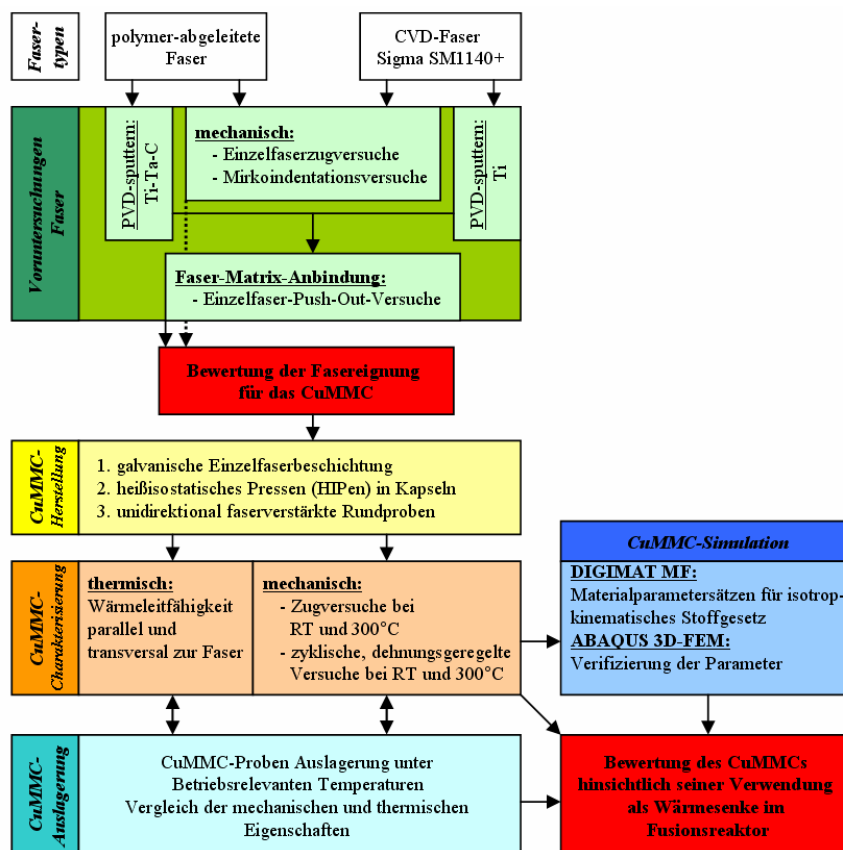 Faser-
typen
polymer-abgeleitete
Faser
CVD-Faser
Sigma SM1140+
Voruntersuchungen
Faser
PVD-sputtern:
Ti-Ta-C
mechanisch:
- Einzelfaserzugversuche
- Mirkoindentationsversuche
PVD-sputtern:
Ti
Faser-Matrix-Anbindung:
- Einzelfaser-Push-Out-Versuche
Bewertung der Fasereignung
für das CuMMC
CuMMC-
Herstellung
1. galvanische Einzelfaserbeschichtung
2. heißisostatisches Pressen (HIPen) in Kapseln
3. unidirektional faserverstärkte Rundproben
CuMMC-
Charakterisierung
thermisch:
Wärmeleitfähigkeit
parallel und
transversal zur Faser
mechanisch:
- Zugversuche bei
RT und 300°C
- zyklische, dehnungsgeregelte
Versuche bei RT und 300°C
CuMMC-Simulation
DIGIMAT MF:
Materialparametersätzen für isotrop-
kinematisches Stoffgesetz
ABAQUS 3D-FEM:
Verifizierung der Parameter
CuMMC-
Auslagerung
CuMMC-Proben Auslagerung unter
Betriebsrelevanten Temperaturen
Vergleich der mechanischen und thermischen
Eigenschaften
Bewertung des CuMMCs
hinsichtlich seiner Verwendung
als Wärmesenke im
Fusionsreaktor